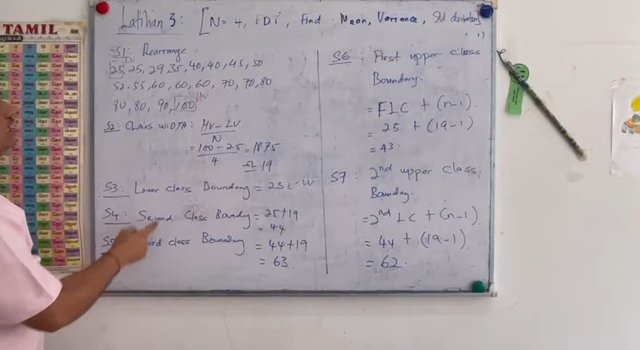 TAMIL
Latihan 3: [N = 4, iDi, Find Mean, Variance, Std deviation
S1: Rearrange
LV
25, 25, 29, 35, 40, 40, 45, 50
52, 55, 60, 60, 60, 70, 70, 80
80, 80, 90, 100 HV
S2: Class WIDTH: HV - LV
N
= 100 - 25 = 18.75
4
≈ 19
S3: Lower class Boundary = 25 : LV
S4: Second Class Boundary = 25 + 19
= 44
class Boundary = 44 + 19
= 63
S6: First upper class
Boundary.
= FLC + (n-1)
= 25 + (19-1)
= 43
S7: 2nd upper class
Boundary.
= 2nd LC + (n-1)
= 44 + (19-1)
= 62